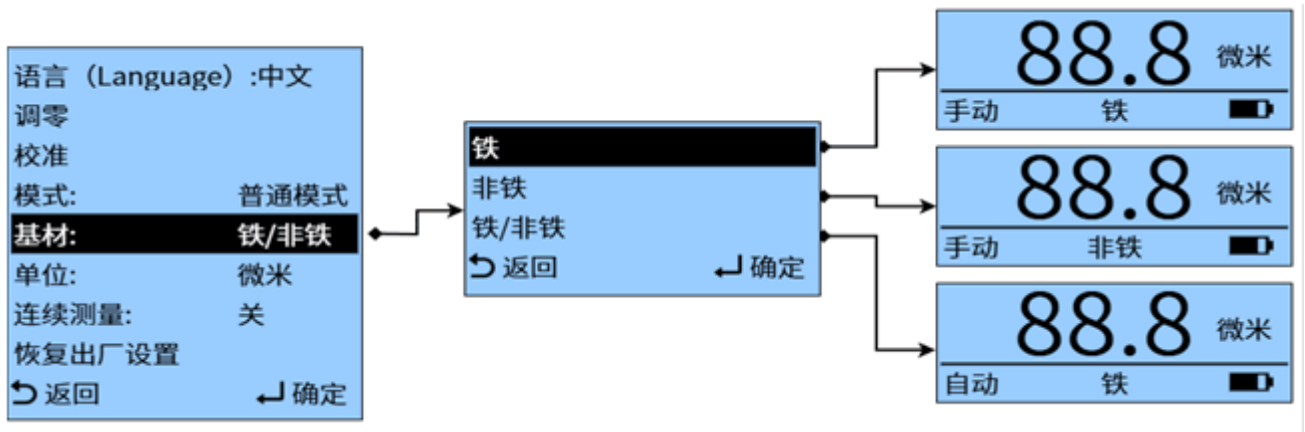 语言（Language）:中文
调零
校准
模式: 普通模式
基材: 铁/非铁
单位: 微米
连续测量: 关
恢复出厂设置
返回 确定
铁
非铁
铁/非铁
返回 确定
88.8 微米
手动 铁
88.8 微米
手动 非铁
88.8 微米
自动 铁